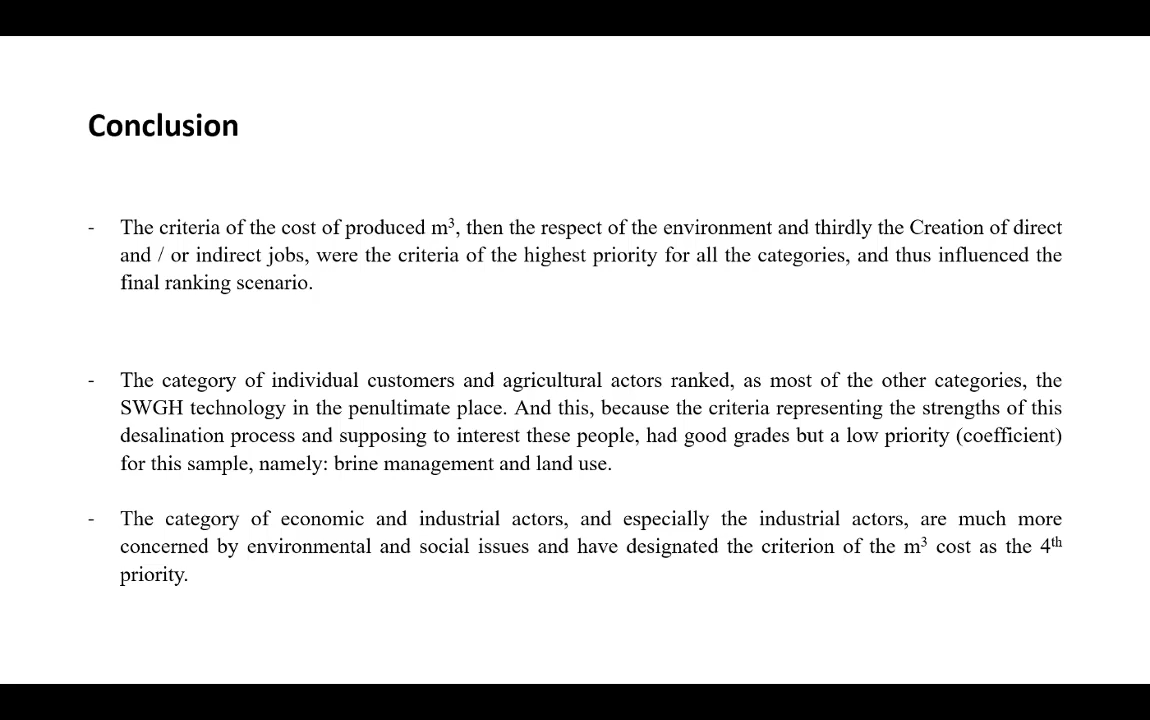 Conclusion
- The criteria of the cost of produced m³, then the respect of the environment and thirdly the Creation of direct
and / or indirect jobs, were the criteria of the highest priority for all the categories, and thus influenced the
final ranking scenario.
- The category of individual customers and agricultural actors ranked, as most of the other categories, the
SWGH technology in the penultimate place. And this, because the criteria representing the strengths of this
desalination process and supposing to interest these people, had good grades but a low priority (coefficient)
for this sample, namely: brine management and land use.
- The category of economic and industrial actors, and especially the industrial actors, are much more
concerned by environmental and social issues and have designated the criterion of the m³ cost as the 4th
priority.